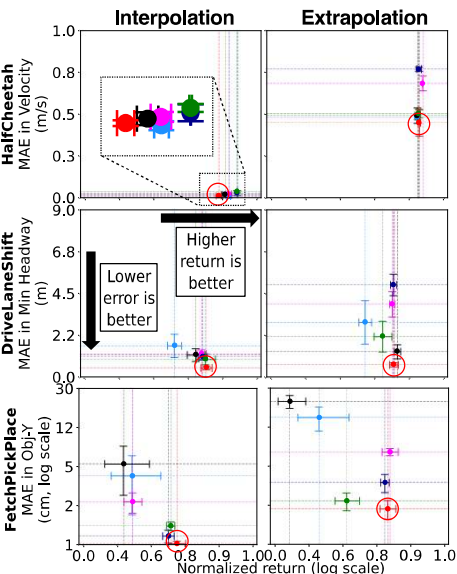 Interpolation Extrapolation
HalfCheetah
MAE in Velocity
(m/s)
1.0
0.8
0.5
0.3
0.0
DriveLaneShift
MAE in Min Headway
(m)
9.0
6.8
4.5
2.2
0.0
Higher
return is
better
Lower
error is
better
FetchPickPlace
MAE in Obj-Y
(cm, log scale)
30
12
5
2
1
0.0 0.4 0.6 0.8 0.9 1.0 0.0 0.4 0.6 0.8 0.9 1.0
Normalized return (log scale)